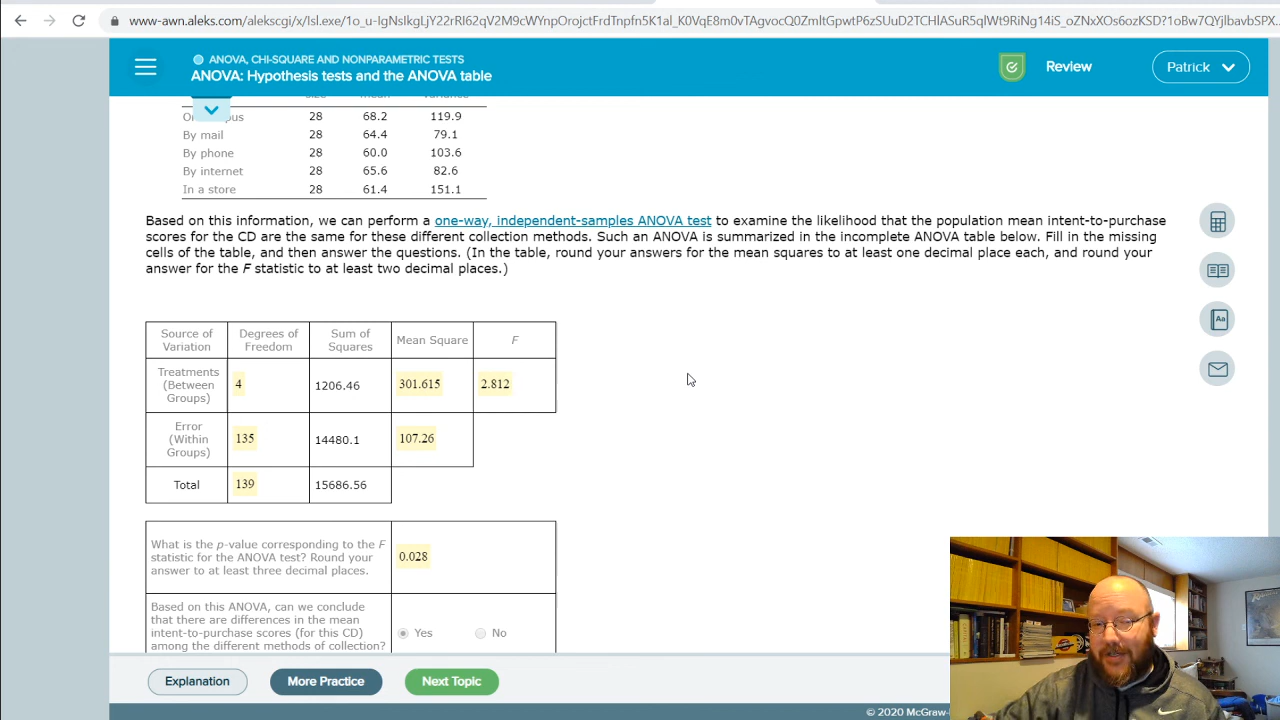 www-awn.aleks.com/alekscgi/x/Isl.exe/1o_u-IgNsIkgLjY22rRI62qV2M9cWYnpOrojctFrdTnpfn5K1al_K0VqE8m0vTAgvocQ0ZmltGpwtP6zSUuD2TCHlASuR5qlWt9RiNg14iS_oZNxXOs6ozKSD?1oBw7QYjlbavbSPX...
ANOVA, CHI-SQUARE AND NONPARAMETRIC TESTS
ANOVA: Hypothesis tests and the ANOVA table
Review
Patrick
size mean variance
28 68.2 119.9
By mail 28 64.4 79.1
By phone 28 60.0 103.6
By internet 28 65.6 82.6
In a store 28 61.4 151.1
Based on this information, we can perform a one-way, independent-samples ANOVA test to examine the likelihood that the population mean intent-to-purchase
scores for the CD are the same for these different collection methods. Such an ANOVA is summarized in the incomplete ANOVA table below. Fill in the missing
cells of the table, and then answer the questions. (In the table, round your answers for the mean squares to at least one decimal place each, and round your
answer for the F statistic to at least two decimal places.)
Source of
Variation
Degrees of
Freedom
Sum of
Squares
Mean Square
F
Treatments
(Between
Groups)
4
1206.46
301.615
2.812
Error
(Within
Groups)
135
14480.1
107.26
Total
139
15686.56
What is the p-value corresponding to the F
statistic for the ANOVA test? Round your
answer to at least three decimal places.
0.028
Based on this ANOVA, can we conclude
that there are differences in the mean
intent-to-purchase scores (for this CD)
among the different methods of collection?
Yes
No
Aa
Explanation
More Practice
Next Topic
© 2020 McGraw-